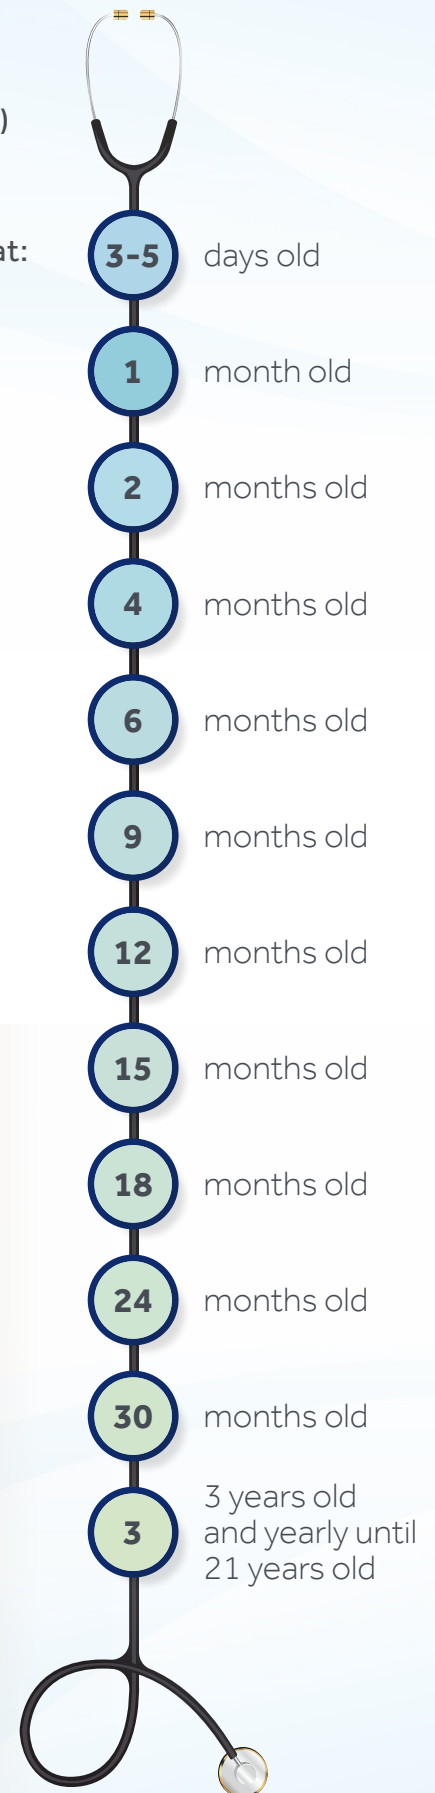 )
at:
3-5 days old
1 month old
2 months old
4 months old
6 months old
9 months old
12 months old
15 months old
18 months old
24 months old
30 months old
3
3 years old
and yearly until
21 years old